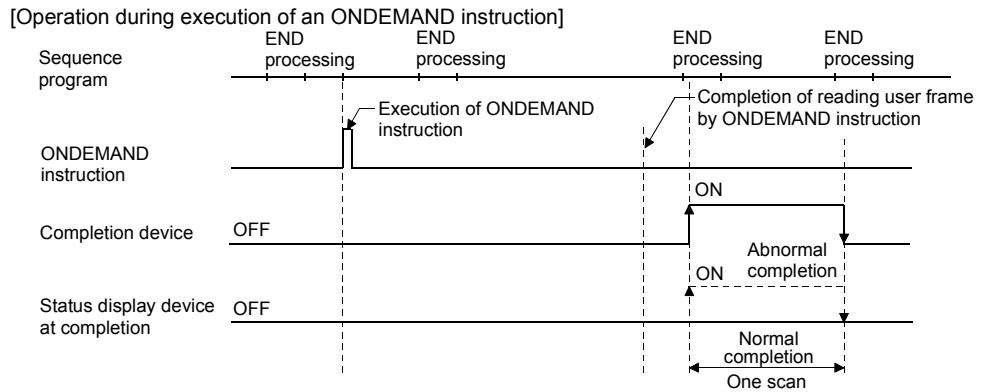 [Operation during execution of an ONDEMAND instruction]
END
processing
END
processing
END
processing
END
processing
Sequence
program
Execution of ONDEMAND
instruction
Completion of reading user frame
by ONDEMAND instruction
ONDEMAND
instruction
ON
Completion device
OFF
Abnormal
completion
ON
Status display device
at completion
OFF
Normal
completion
One scan